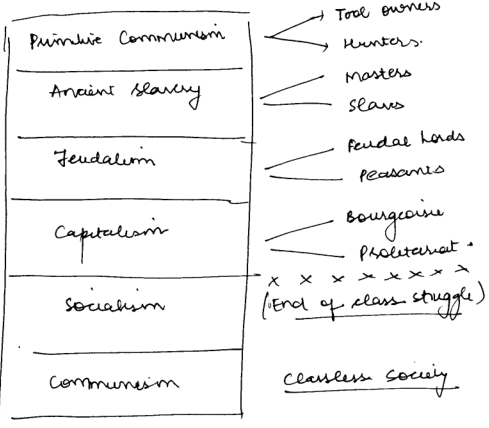 Primitive Communism
Tool owners
Hunters.
Ancient Slavery
Masters
Slaves
Feudalism
Feudal Lords
Peasants
Capitalism
Bourgeoisie
Proletariat.
x x x x x x x x
Socialism
(End of class struggle)
Communism
Classless Society